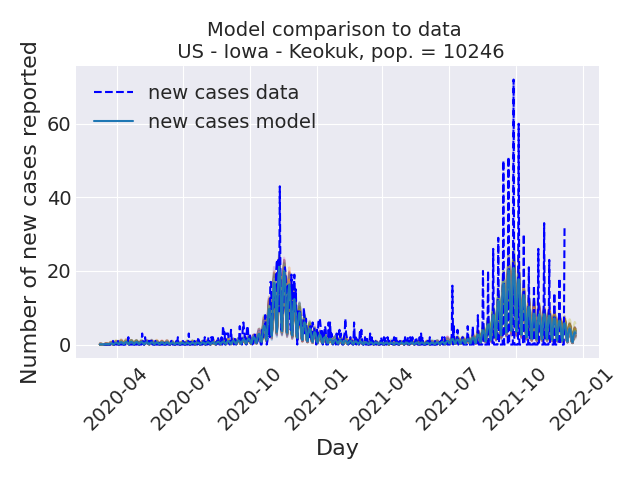 Model comparison to data
US - Iowa - Keokuk, pop. = 10246
Number of new cases reported
new cases data
new cases model
60
40
20
0
2020-04
2020-07
2020-10
2021-01
2021-04
2021-07
2021-10
2022-01
Day